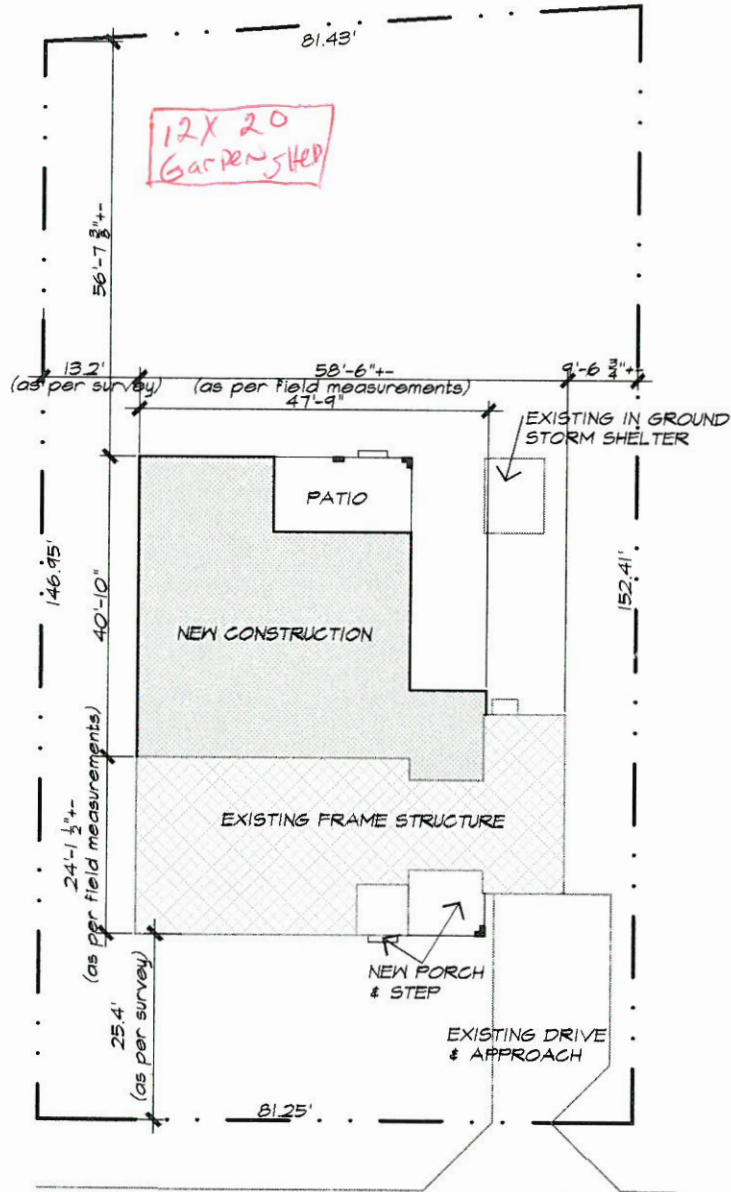 81.43'
12X 20
Garden Shed
56'-7 3/8"+-
13.2'
(as per survey)
58'-6"+-
(as per field measurements)
9'-6 3/4"+-
47'-9"
EXISTING IN GROUND
STORM SHELTER
PATIO
146.95'
152.41'
40'-10"
NEW CONSTRUCTION
EXISTING FRAME STRUCTURE
24'-1 1/2"+-
(as per field measurements)
NEW PORCH
& STEP
25.4'
(as per survey)
EXISTING DRIVE
& APPROACH
81.25'